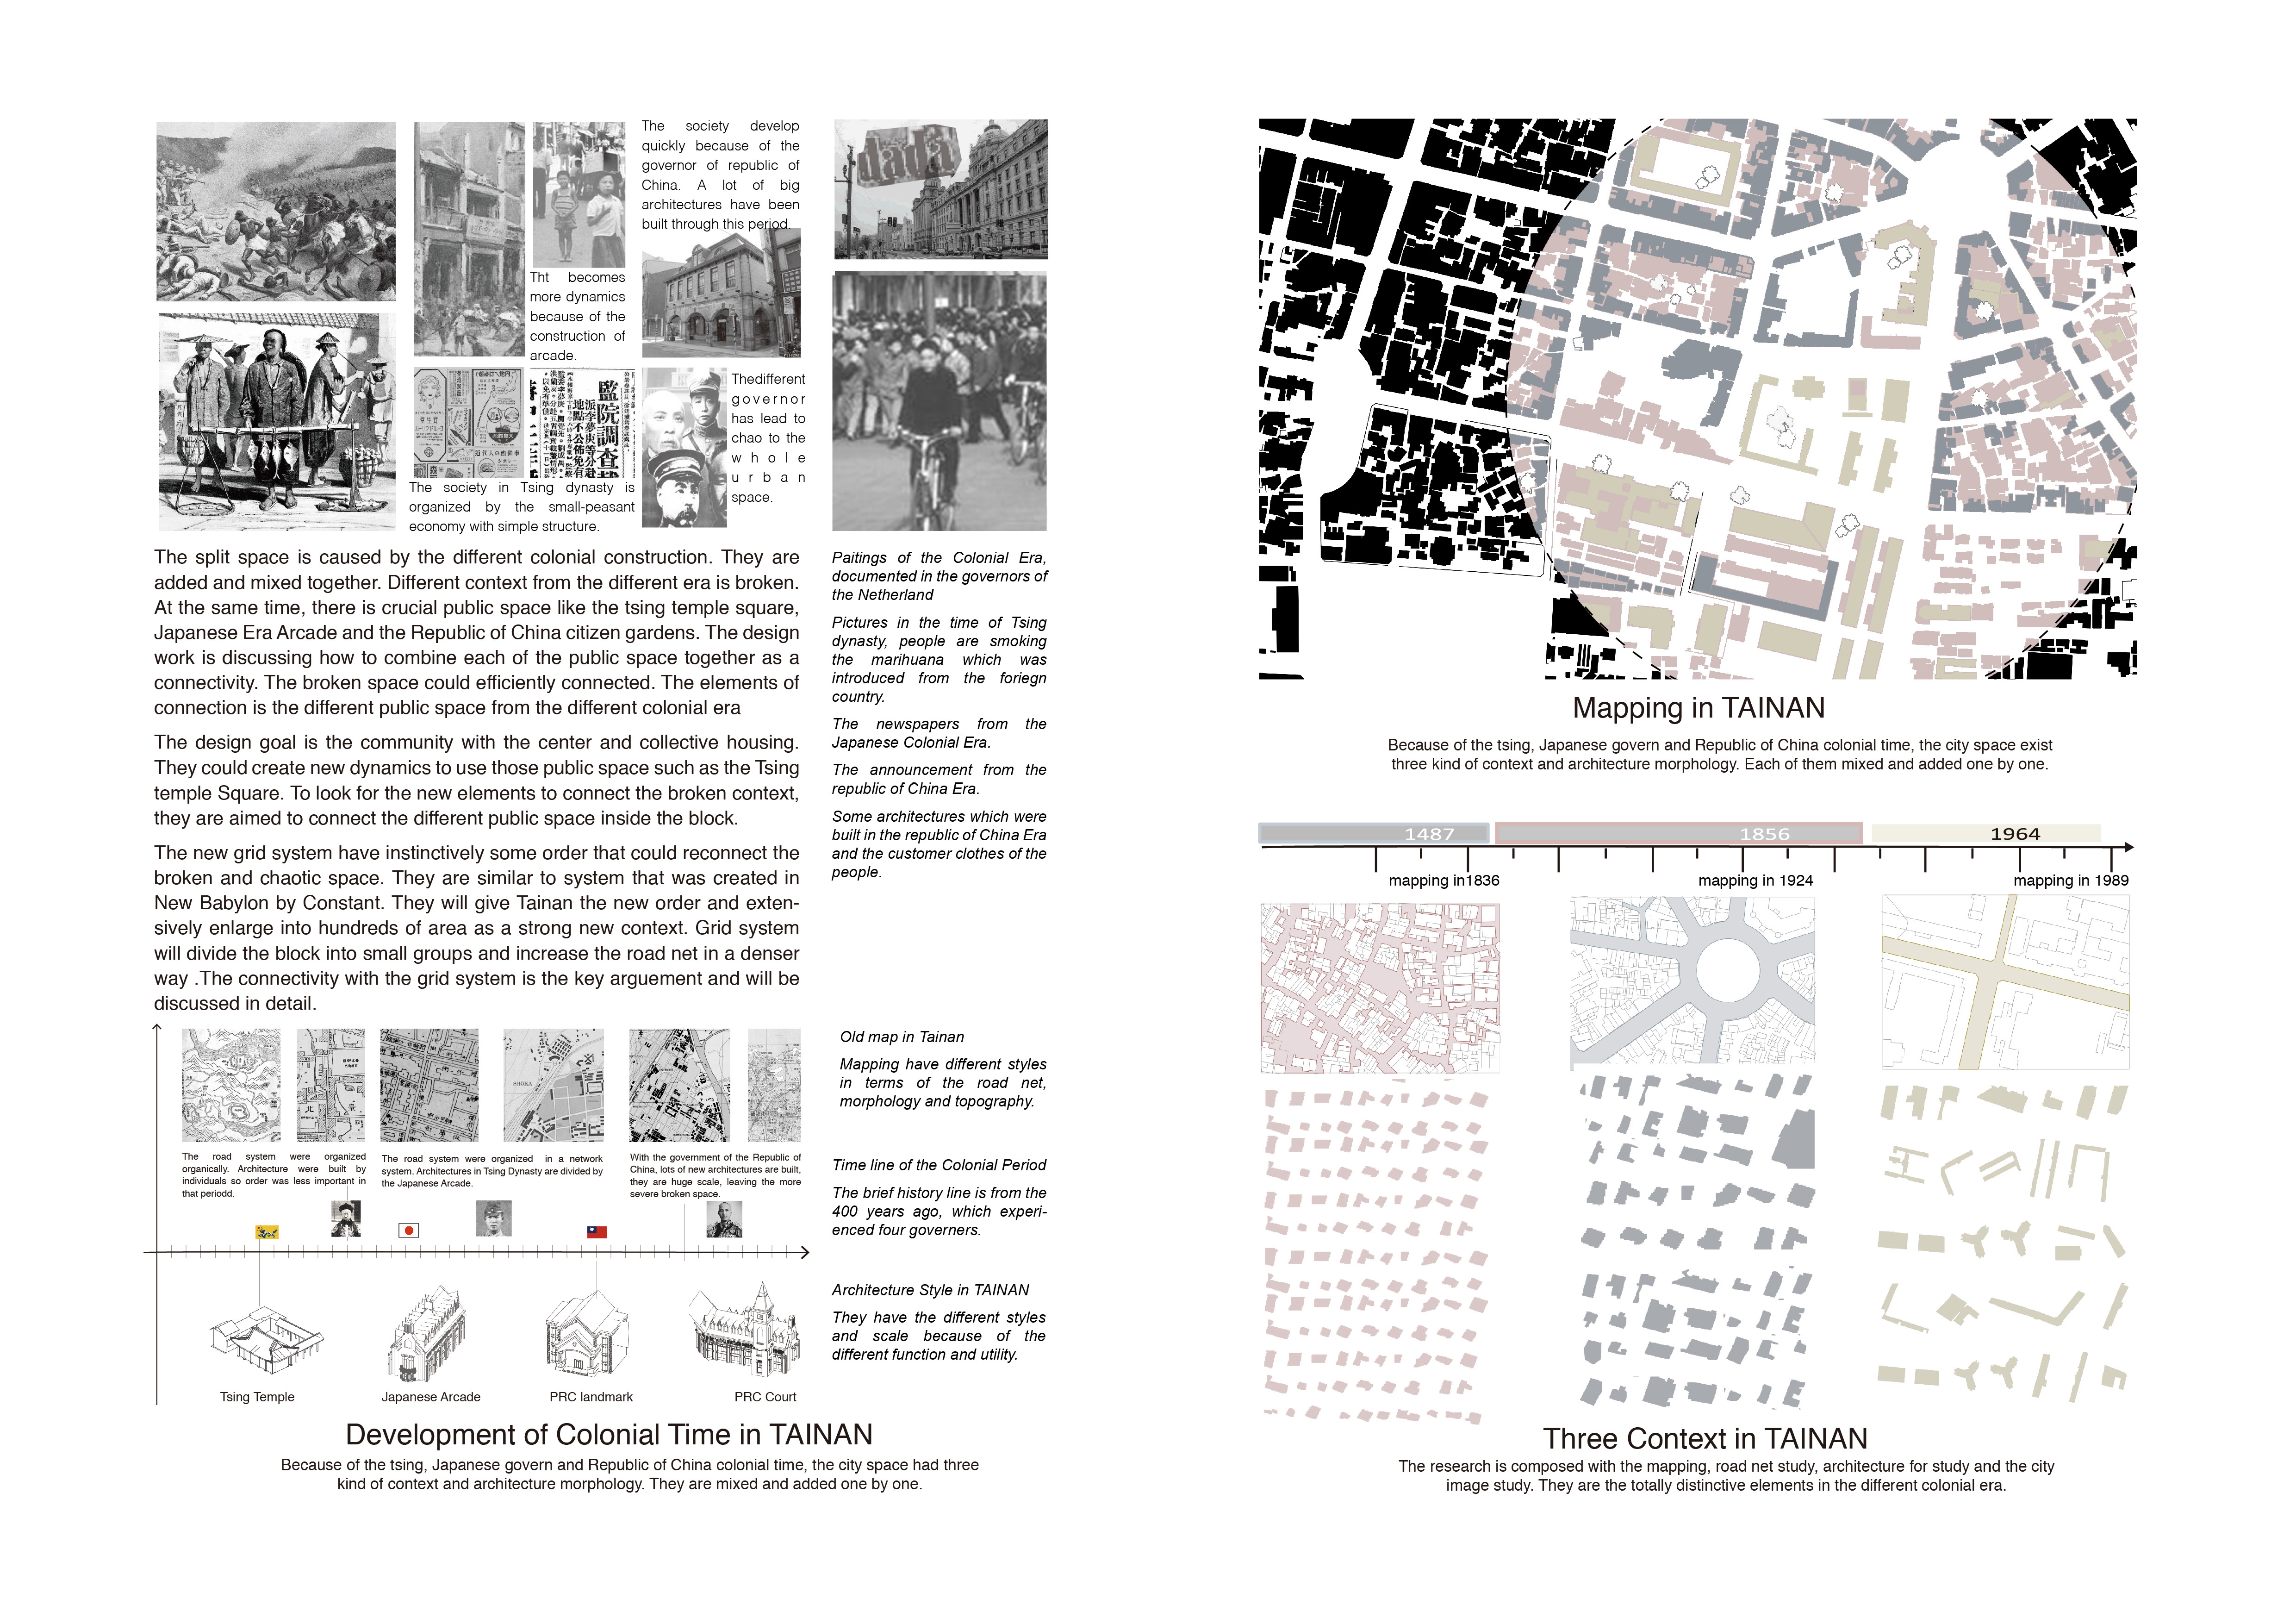 The society develop
quickly because of the
governor of republic of
China. A lot of big
architectures have been
built through this period.
dada
Tht becomes
more dynamics
because of the
construction of
arcade.
監院調查
派李夢庚等分赴
地點不公佈免有
Thedifferent
governor
has lead to
chao to the
whole
urban
space.
The society in Tsing dynasty is
organized by the small-peasant
economy with simple structure.
The split space is caused by the different colonial construction. They are
added and mixed together. Different context from the different era is broken.
At the same time, there is crucial public space like the tsing temple square,
Japanese Era Arcade and the Republic of China citizen gardens. The design
work is discussing how to combine each of the public space together as a
connectivity. The broken space could efficiently connected. The elements of
connection is the different public space from the different colonial era
The design goal is the community with the center and collective housing.
They could create new dynamics to use those public space such as the Tsing
temple Square. To look for the new elements to connect the broken context,
they are aimed to connect the different public space inside the block.
The new grid system have instinctively some order that could reconnect the
broken and chaotic space. They are similar to system that was created in
New Babylon by Constant. They will give Tainan the new order and exten-
sively enlarge into hundreds of area as a strong new context. Grid system
will divide the block into small groups and increase the road net in a denser
way .The connectivity with the grid system is the key arguement and will be
discussed in detail.
Paitings of the Colonial Era,
documented in the governors of
the Netherland
Pictures in the time of Tsing
dynasty, people are smoking
the marihuana which was
introduced from the foriegn
country.
The newspapers from the
Japanese Colonial Era.
The announcement from the
republic of China Era.
Some architectures which were
built in the republic of China Era
and the customer clothes of the
people.
SHOKA
北
The road system were organized
organically. Architecture were built by
individuals so order was less important in
that periodd.
The road system were organized in a network
system. Architectures in Tsing Dynasty are divided by
the Japanese Arcade.
With the government of the Republic of
China, lots of new architectures are built,
they are huge scale, leaving the more
severe broken space.
Old map in Tainan
Mapping have different styles
in terms of the road net,
morphology and topography.
Time line of the Colonial Period
The brief history line is from the
400 years ago, which experi-
enced four governers.
Architecture Style in TAINAN
They have the different styles
and scale because of the
different function and utility.
Tsing Temple
Japanese Arcade
PRC landmark
PRC Court
Development of Colonial Time in TAINAN
Because of the tsing, Japanese govern and Republic of China colonial time, the city space had three
kind of context and architecture morphology. They are mixed and added one by one.
Mapping in TAINAN
Because of the tsing, Japanese govern and Republic of China colonial time, the city space exist
three kind of context and architecture morphology. Each of them mixed and added one by one.
1487
1856
1964
mapping in1836
mapping in 1924
mapping in 1989
Three Context in TAINAN
The research is composed with the mapping, road net study, architecture for study and the city
image study. They are the totally distinctive elements in the different colonial era.